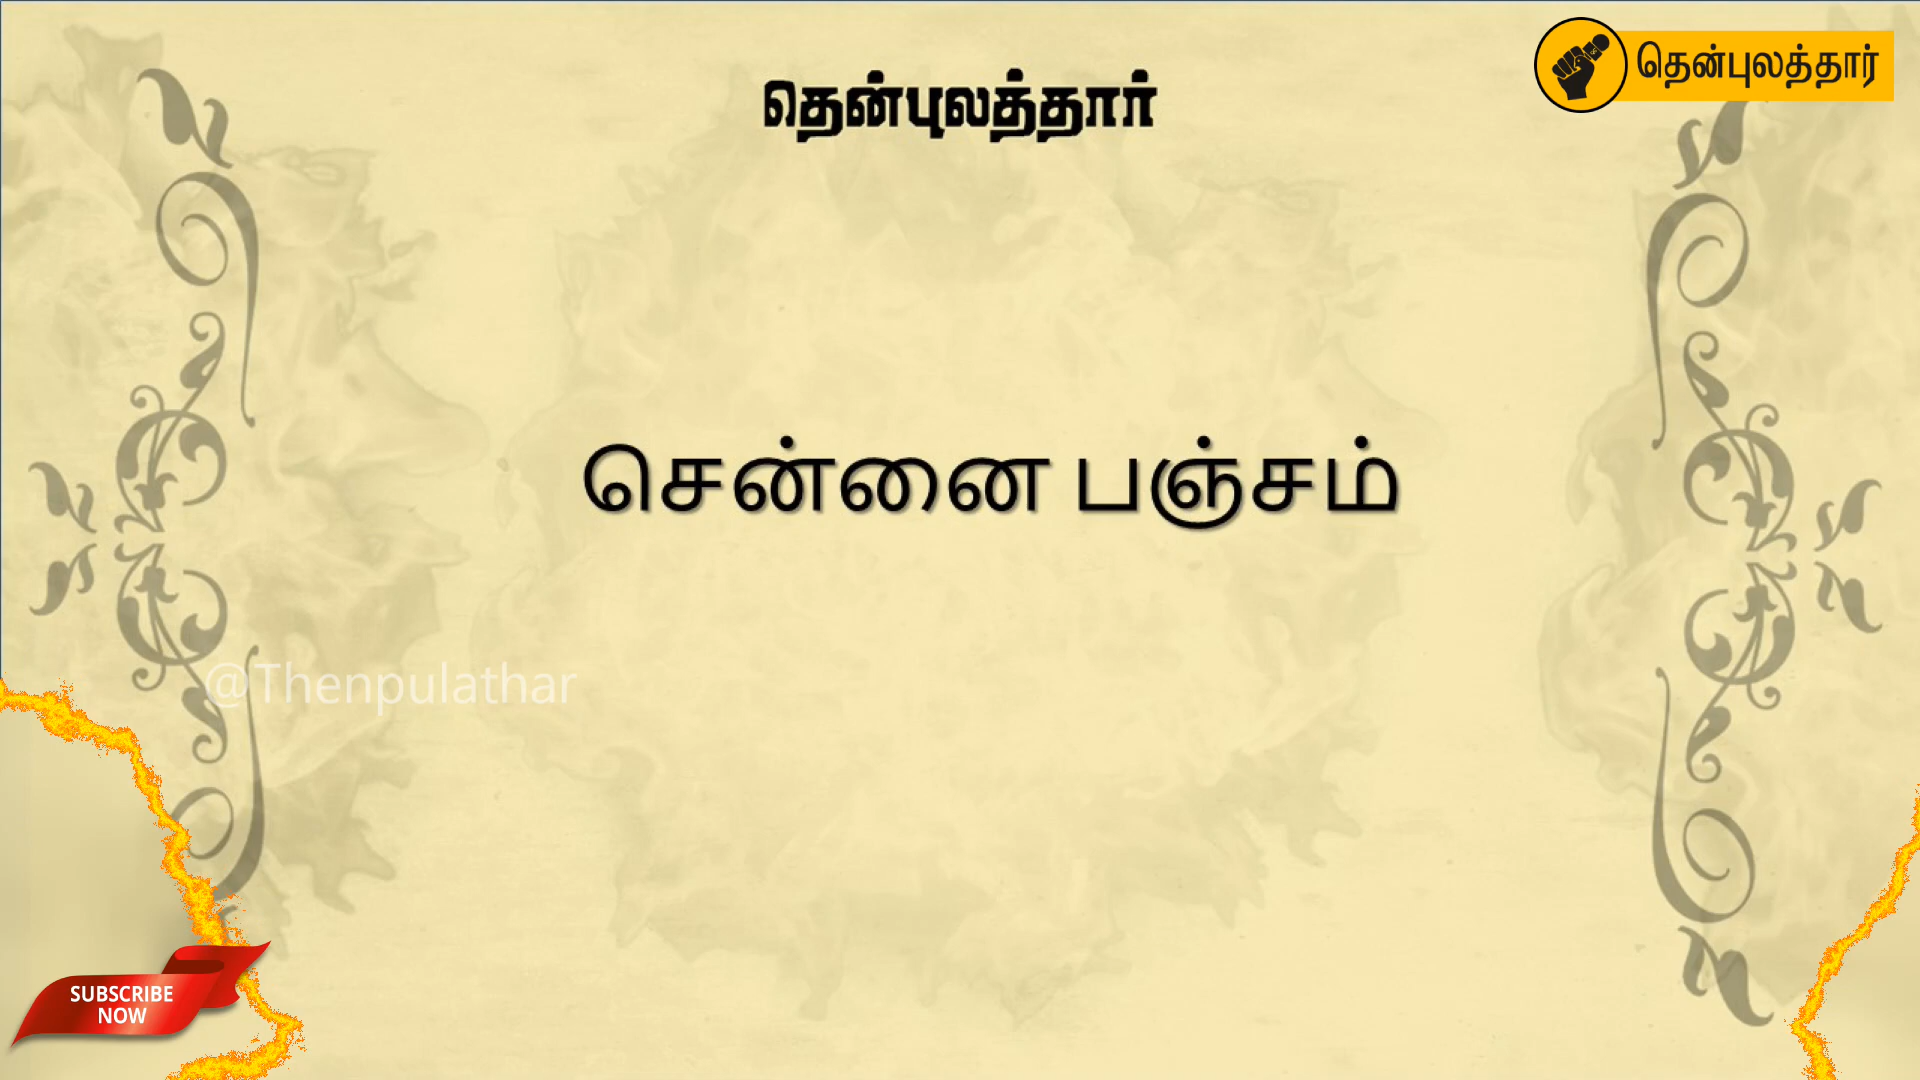 தென்புலத்தார்
தென்புலத்தார்
சென்னை பஞ்சம்
@Thenpulathar
SUBSCRIBE
NOW